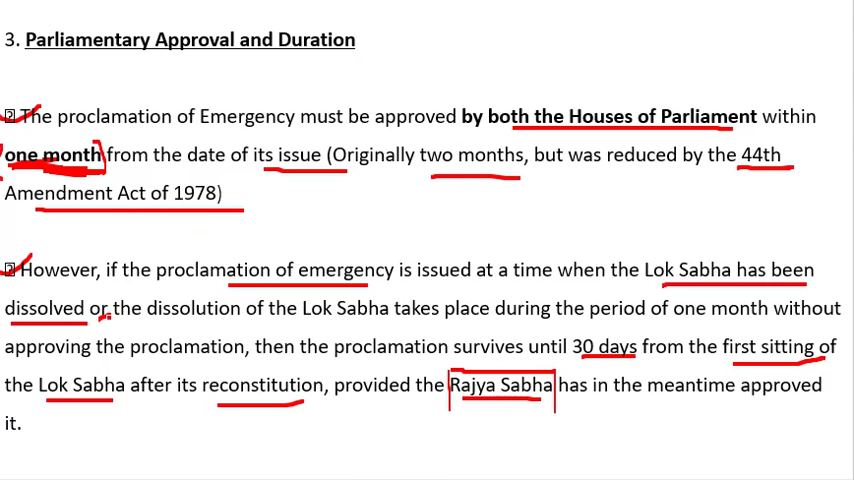 3. Parliamentary Approval and Duration
The proclamation of Emergency must be approved by both the Houses of Parliament within
one month from the date of its issue (Originally two months, but was reduced by the 44th
Amendment Act of 1978)
However, if the proclamation of emergency is issued at a time when the Lok Sabha has been
dissolved or the dissolution of the Lok Sabha takes place during the period of one month without
approving the proclamation, then the proclamation survives until 30 days from the first sitting of
the Lok Sabha after its reconstitution, provided the Rajya Sabha has in the meantime approved
it.